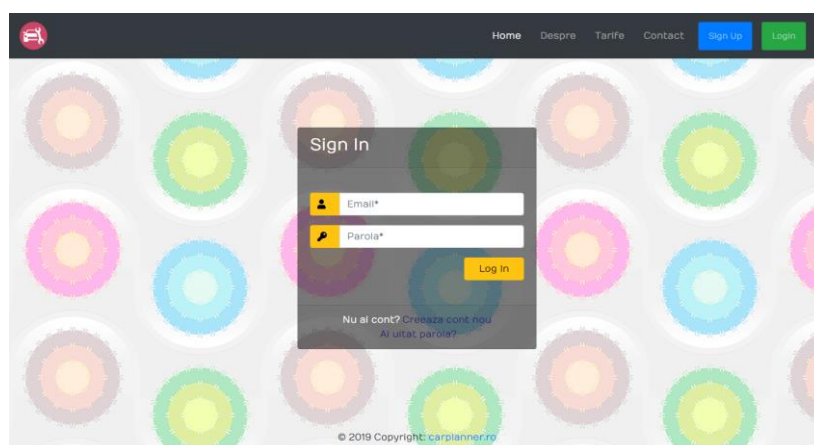 Home Despre Tarife Contact Sign Up Login
Sign In
Email*
Parola*
Log In
Nu ai cont? Creeaza cont nou
Ai uitat parola?
© 2019 Copyright: carplanner.ro